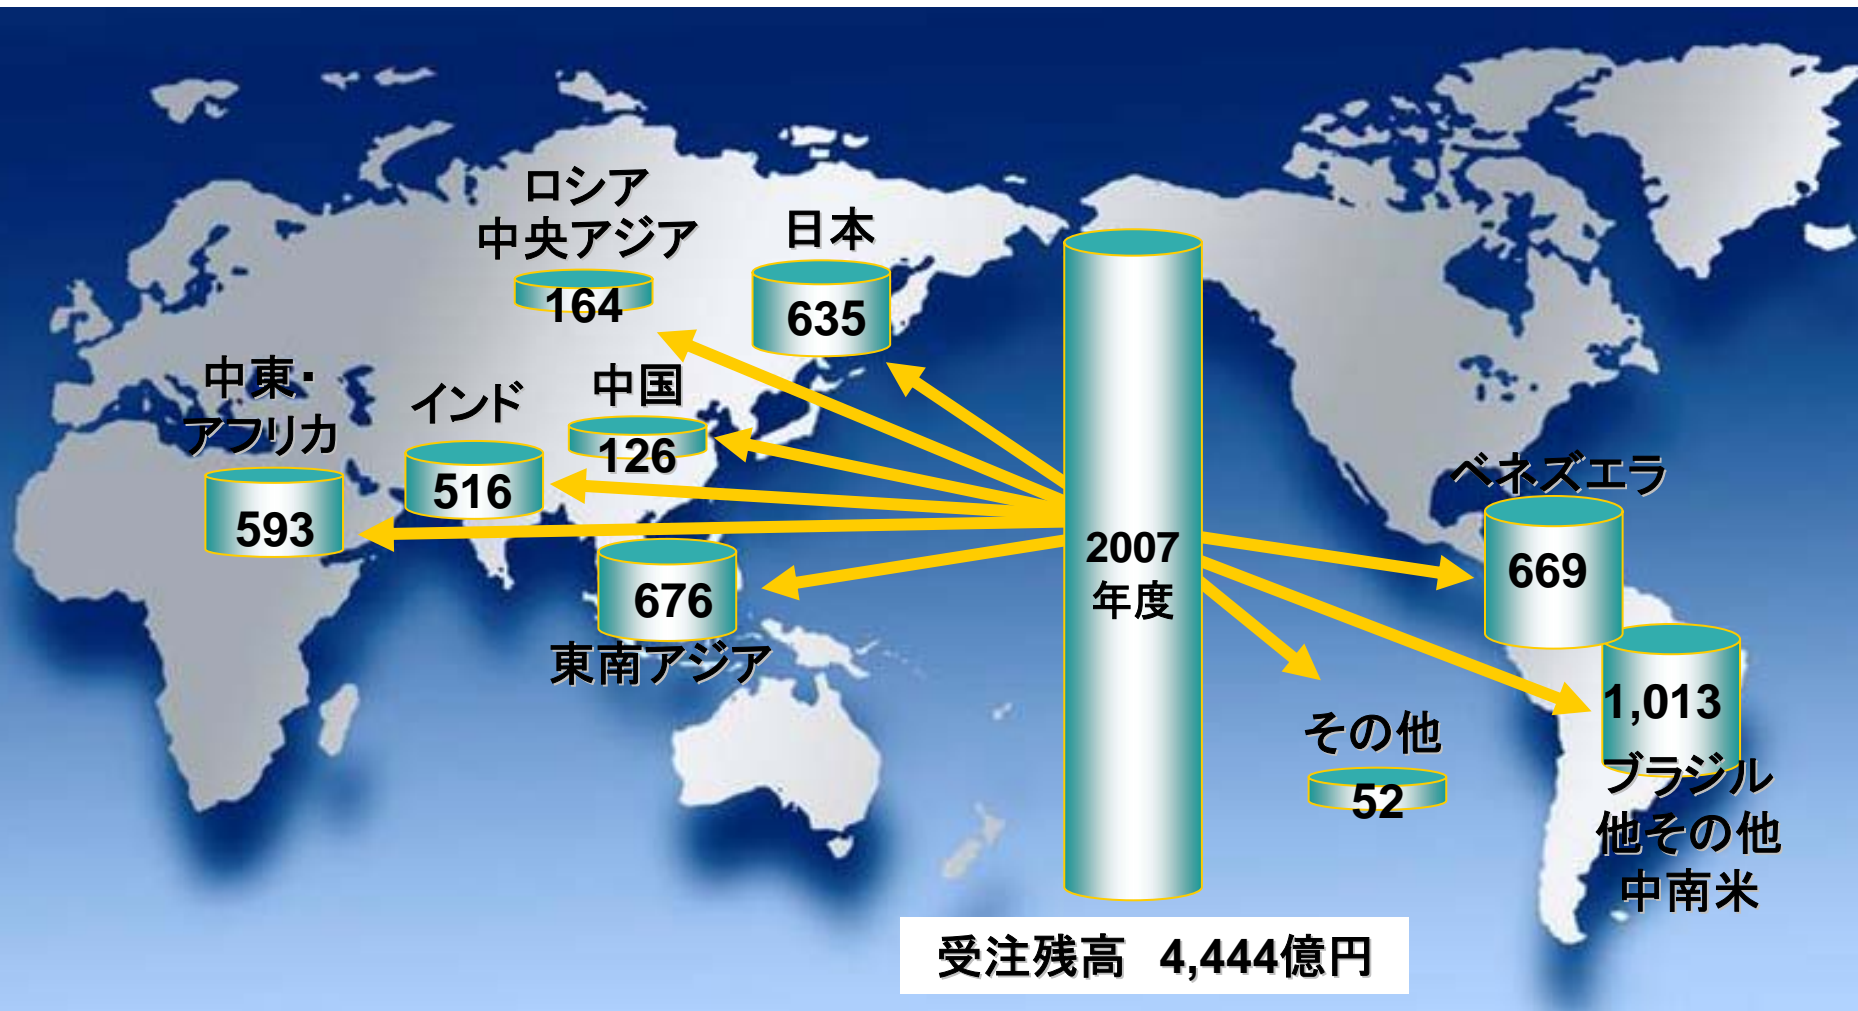 ロシア
中央アジア
164
日本
635
中東・
アフリカ
593
インド
516
中国
126
676
東南アジア
2007
年度
ベネズエラ
669
1,013
ブラジル
他その他
中南米
その他
52
受注残高　4,444億円